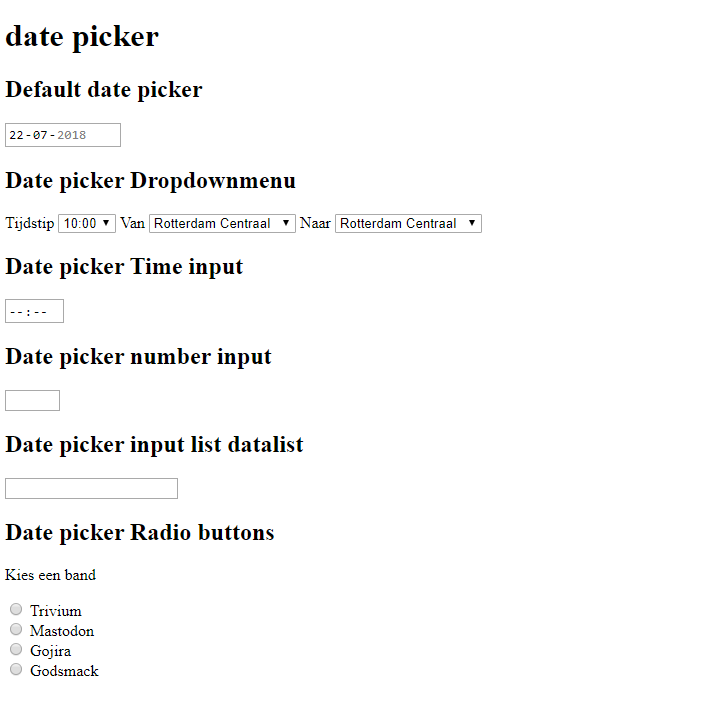 date picker
Default date picker
22-07-2018
Date picker Dropdownmenu
Tijdstip 10:00 Van Rotterdam Centraal Naar Rotterdam Centraal
Date picker Time input
--:--
Date picker number input
Date picker input list datalist
Date picker Radio buttons
Kies een band
Trivium
Mastodon
Gojira
Godsmack